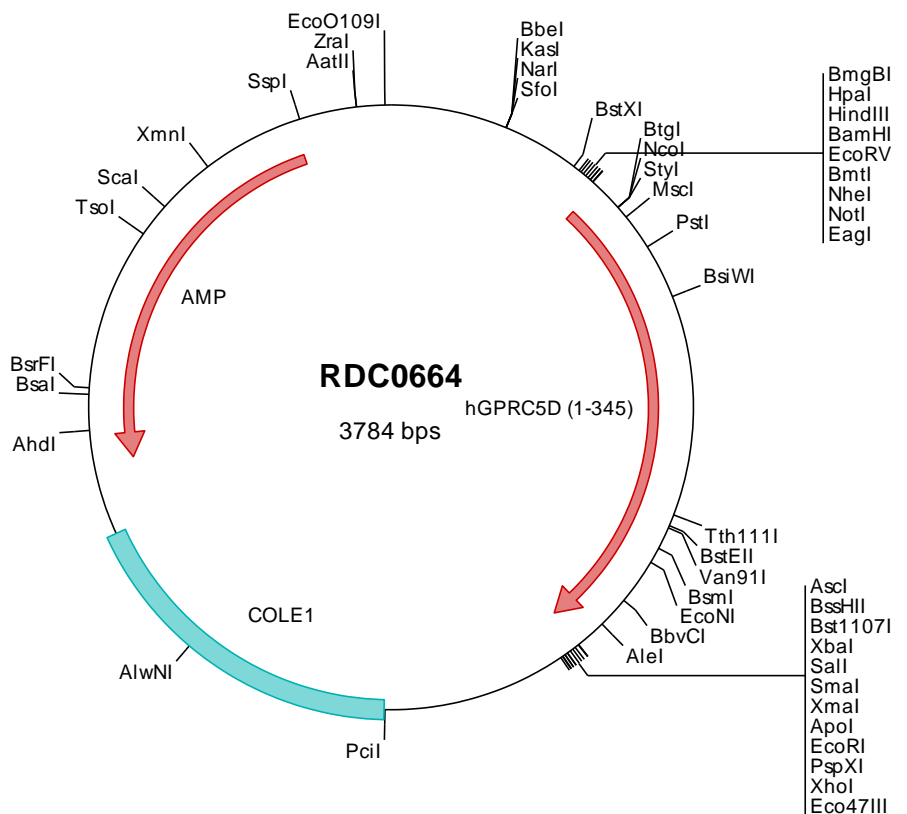 EcoO109I
ZraI
AatII
SspI
XmnI
ScaI
TsoI
BsrFI
BsaI
AhdI
AlwNI
PciI
BbeI
KasI
NarI
SfoI
BstXI
BtgI
NcoI
StyI
MscI
PstI
BsiWI
BmgBI
HpaI
HindIII
BamHI
EcoRV
BmtI
NheI
NotI
EagI
AMP
RDC0664
3784 bps
hGPRC5D (1-345)
COLE1
Tth111I
BstEII
Van91I
BsmI
EcoNI
BbvCI
AleI
AscI
BssHII
Bst1107I
XbaI
SalI
SmaI
XmaI
ApoI
EcoRI
PspXI
XhoI
Eco47III